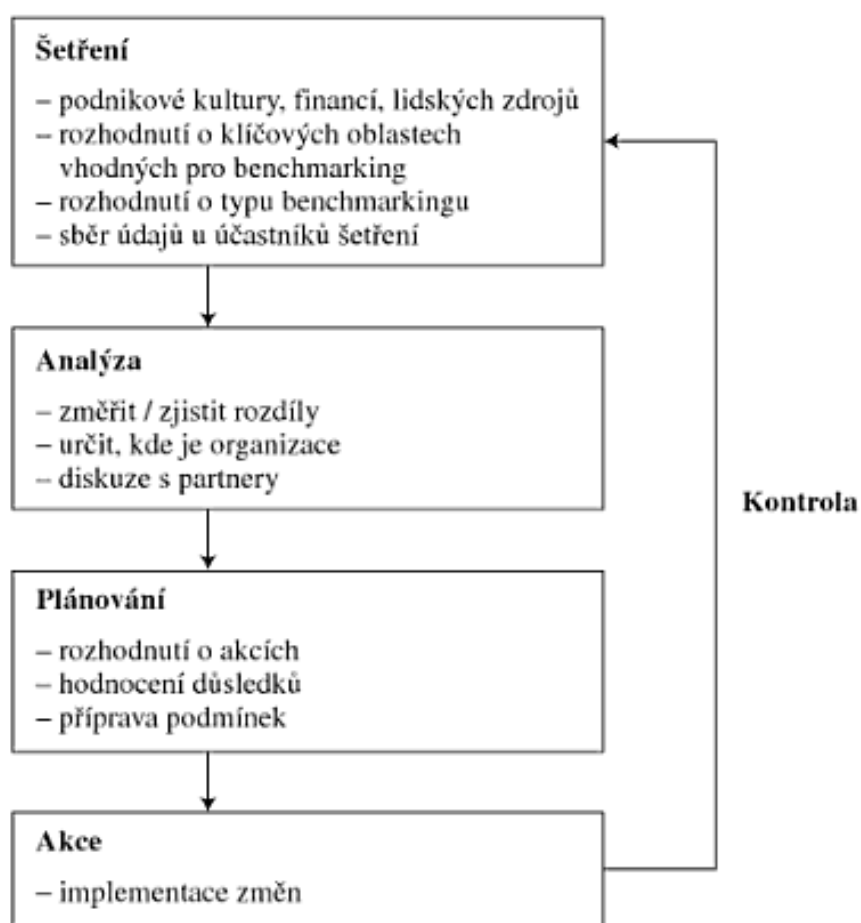 Šetření
– podnikové kultury, financí, lidských zdrojů
– rozhodnutí o klíčových oblastech
vhodných pro benchmarking
– rozhodnutí o typu benchmarkingu
– sběr údajů u účastníků šetření
Analýza
– změřit / zjistit rozdíly
– určit, kde je organizace
– diskuze s partnery
Kontrola
Plánování
– rozhodnutí o akcích
– hodnocení důsledků
– příprava podmínek
Akce
– implementace změn